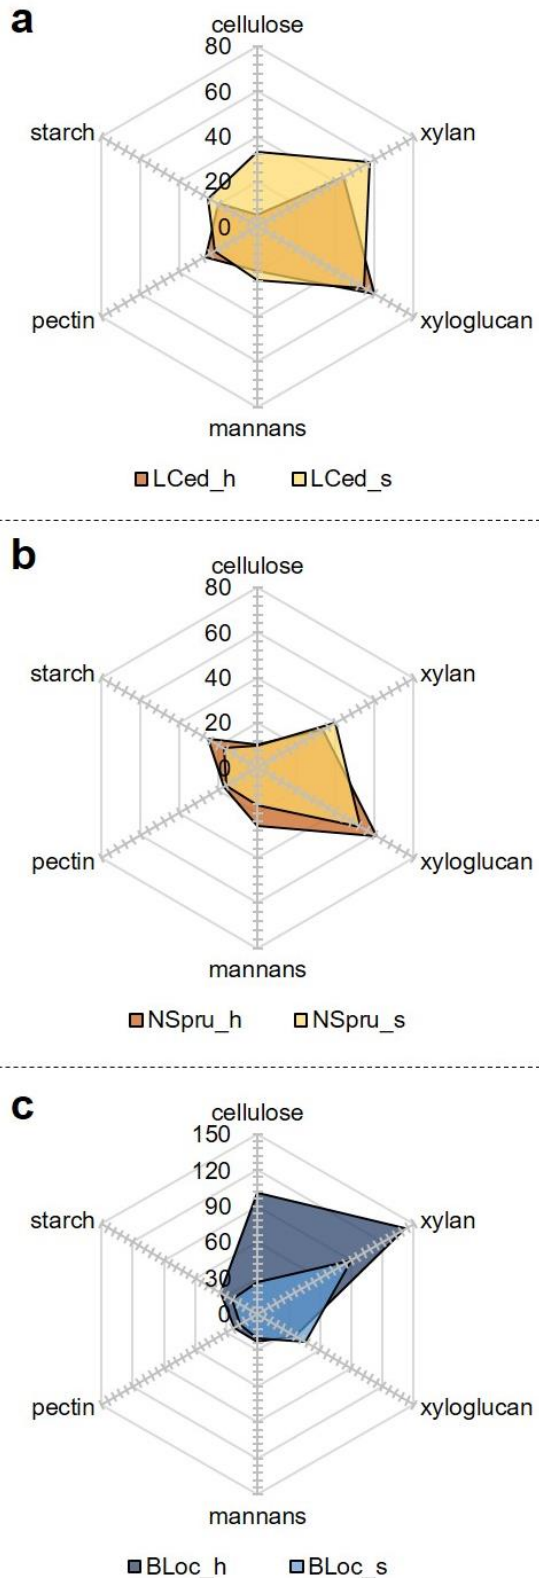 a
cellulose
80
60
starch
40
xylan
20
0
pectin
xyloglucan
mannans
LCed_h LCed_s
b
cellulose
80
60
starch
40
xylan
20
0
pectin
xyloglucan
mannans
NSpru_h NSpru_s
c
cellulose
150
120
starch
90
xylan
60
30
0
pectin
xyloglucan
mannans
BLoc_h BLoc_s